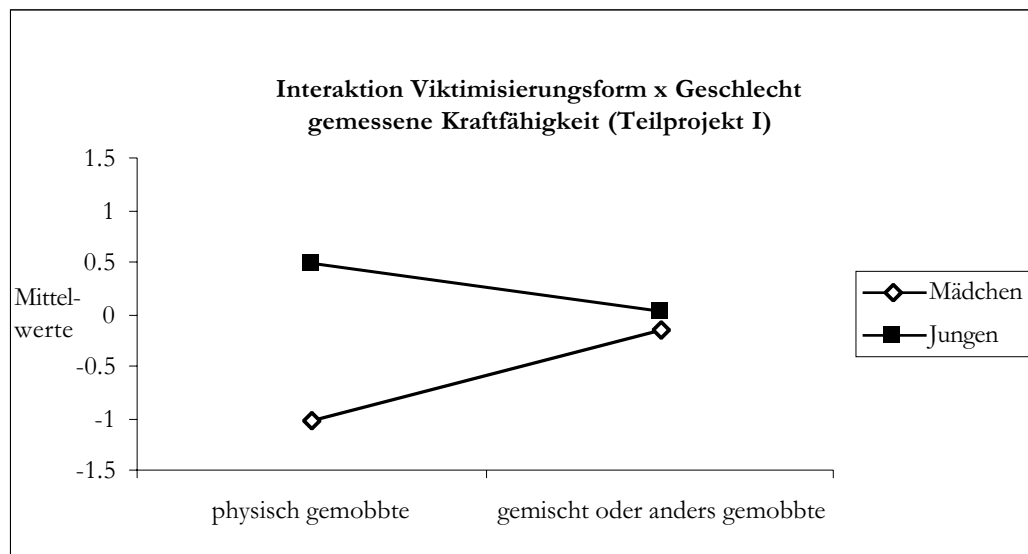 Interaktion Viktimisierungsform x Geschlecht
gemessene Kraftfähigkeit (Teilprojekt I)
1.5
1
0.5
0
-0.5
-1
-1.5
Mittel-
werte
physisch gemobbte
gemischt oder anders gemobbte
Mädchen
Jungen